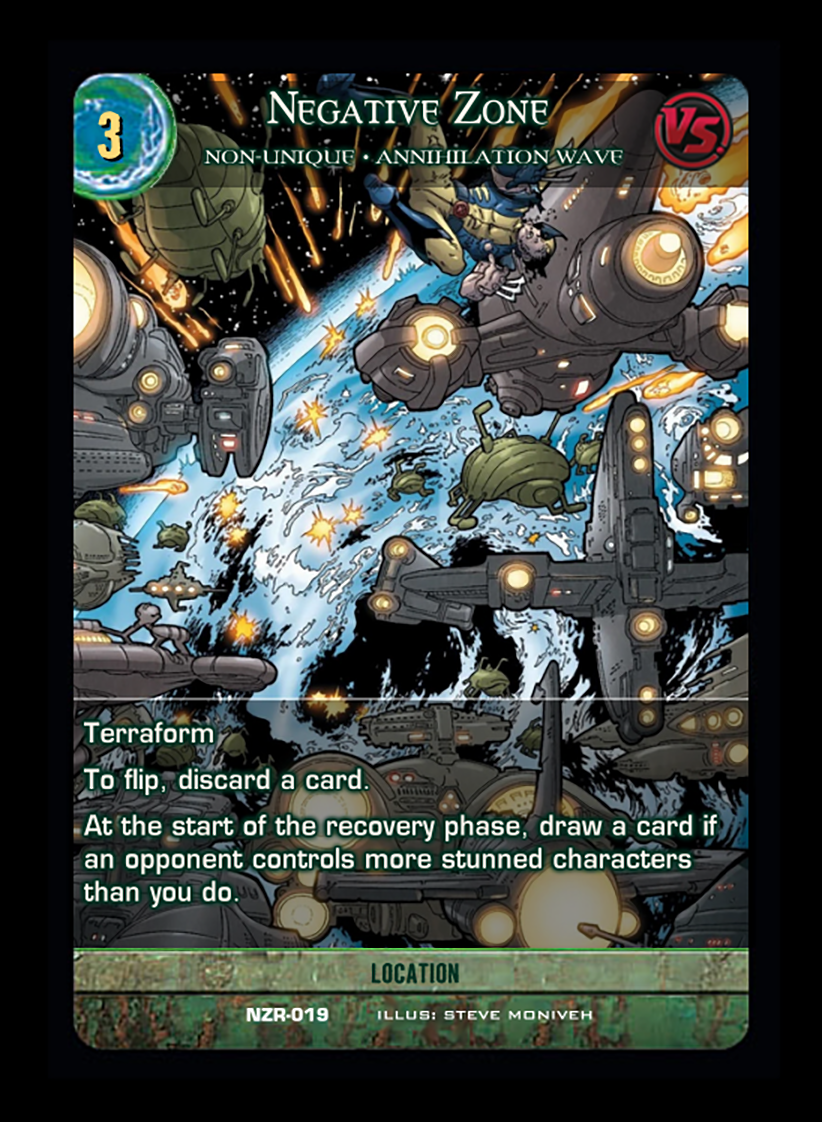 3
Negative Zone
VS.
Non-Unique • Annihilation Wave
Terraform
To flip, discard a card.
At the start of the recovery phase, draw a card if
an opponent controls more stunned characters
than you do.
LOCATION
NZR-019 ILLUS: STEVE MONIVEH